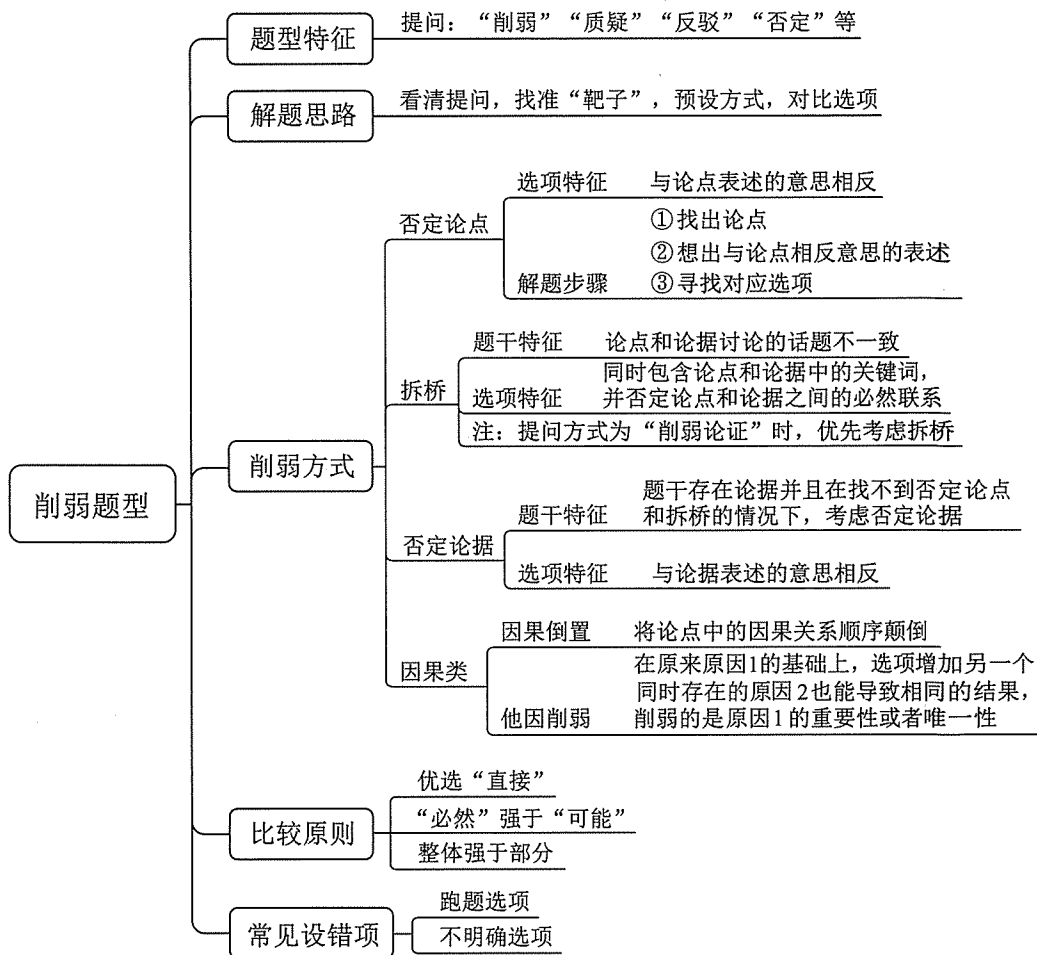 题型特征
提问：“削弱”“质疑”“反驳”“否定”等
解题思路
看清提问，找准“靶子”，预设方式，对比选项
削弱题型
削弱方式
否定论点
选项特征 与论点表述的意思相反
①找出论点
②想出与论点相反意思的表述
解题步骤 ③寻找对应选项
拆桥
题干特征 论点和论据讨论的话题不一致
同时包含论点和论据中的关键词，
选项特征 并否定论点和论据之间的必然联系
注：提问方式为“削弱论证”时，优先考虑拆桥
否定论据
题干存在论据并且在找不到否定论点
题干特征 和拆桥的情况下，考虑否定论据
选项特征 与论据表述的意思相反
因果类
因果倒置 将论点中的因果关系顺序颠倒
在原来原因1的基础上，选项增加另一个
同时存在的原因2也能导致相同的结果，
他因削弱 削弱的是原因1的重要性或者唯一性
比较原则
优选“直接”
“必然”强于“可能”
整体强于部分
常见设错项
跑题选项
不明确选项